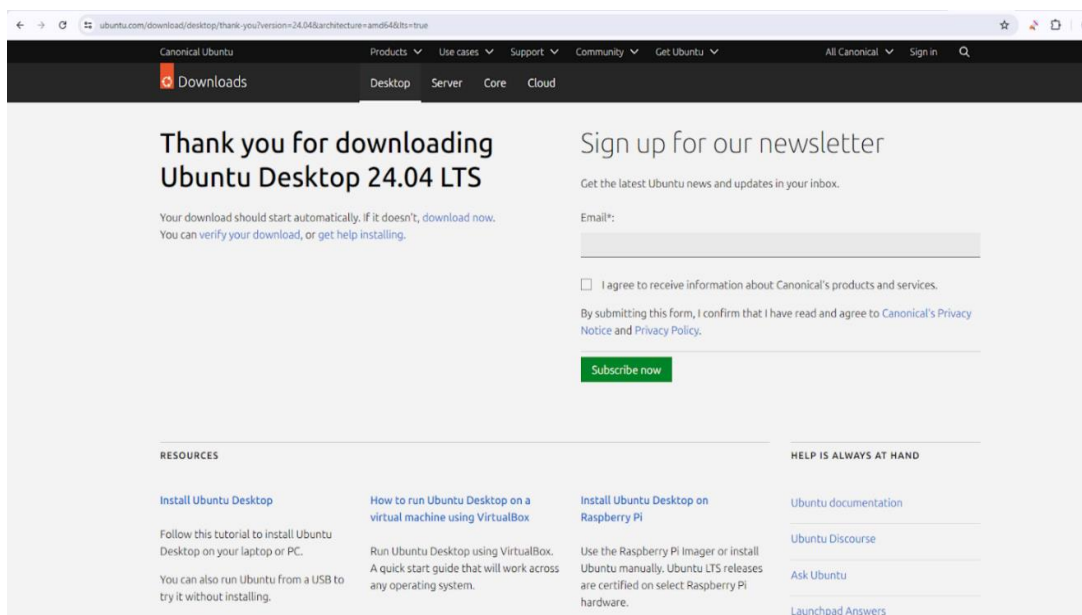 ubuntu.com/download/desktop/thank-you?version=24.04&architecture=amd64&lts=true
Canonical Ubuntu Products Use cases Support Community Get Ubuntu All Canonical Sign in
Downloads Desktop Server Core Cloud
Thank you for downloading
Ubuntu Desktop 24.04 LTS
Your download should start automatically. If it doesn't, download now.
You can verify your download, or get help installing.
Sign up for our newsletter
Get the latest Ubuntu news and updates in your inbox.
Email*:
I agree to receive information about Canonical's products and services.
By submitting this form, I confirm that I have read and agree to Canonical's Privacy
Notice and Privacy Policy.
Subscribe now
RESOURCES
Install Ubuntu Desktop
Follow this tutorial to install Ubuntu
Desktop on your laptop or PC.
You can also run Ubuntu from a USB to
try it without installing.
How to run Ubuntu Desktop on a
virtual machine using VirtualBox
Run Ubuntu Desktop using VirtualBox.
A quick start guide that will work across
any operating system.
Install Ubuntu Desktop on
Raspberry Pi
Use the Raspberry Pi Imager or install
Ubuntu manually. Ubuntu LTS releases
are certified on select Raspberry Pi
hardware.
HELP IS ALWAYS AT HAND
Ubuntu documentation
Ubuntu Discourse
Ask Ubuntu
Launchpad Answers